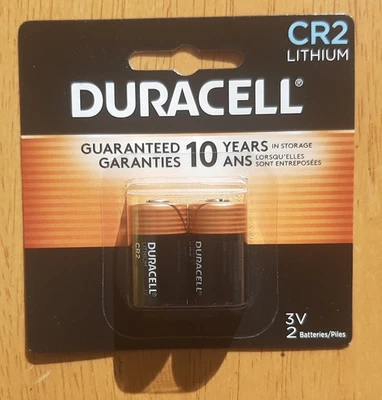 CR2
LITHIUM
DURACELL®
GUARANTEED 10 YEARS IN STORAGE
GARANTIES ANS LORSQU'ELLES SONT ENTREPOSÉES
DURACELL
LITHIUM
CR2
DURACELL
3V
2 Batteries/Piles